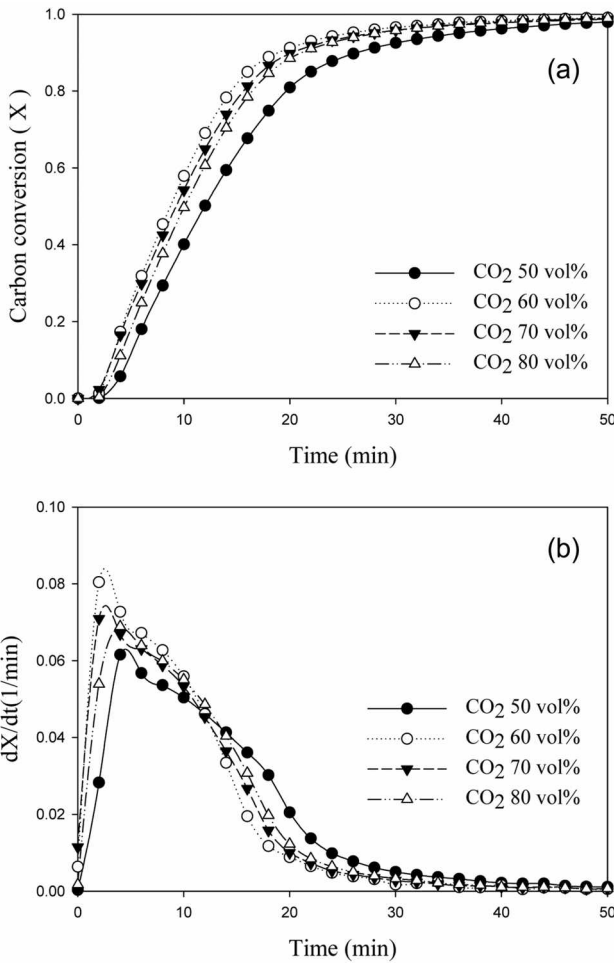 1.0
0.8
0.6
0.4
0.2
0.0
Carbon conversion ( X )
(a)
CO2 50 vol%
CO2 60 vol%
CO2 70 vol%
CO2 80 vol%
0 10 20 30 40 50
Time (min)
0.10
0.08
0.06
0.04
0.02
0.00
dX/dt(1/min)
(b)
CO2 50 vol%
CO2 60 vol%
CO2 70 vol%
CO2 80 vol%
0 10 20 30 40 50
Time (min)